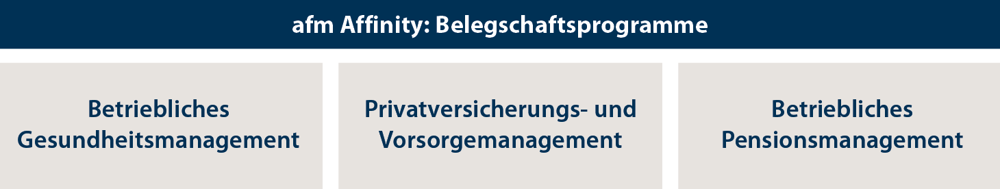 afm Affinity: Belegschaftsprogramme
Betriebliches
Gesundheitsmanagement
Privatversicherungs- und
Vorsorgemanagement
Betriebliches
Pensionsmanagement